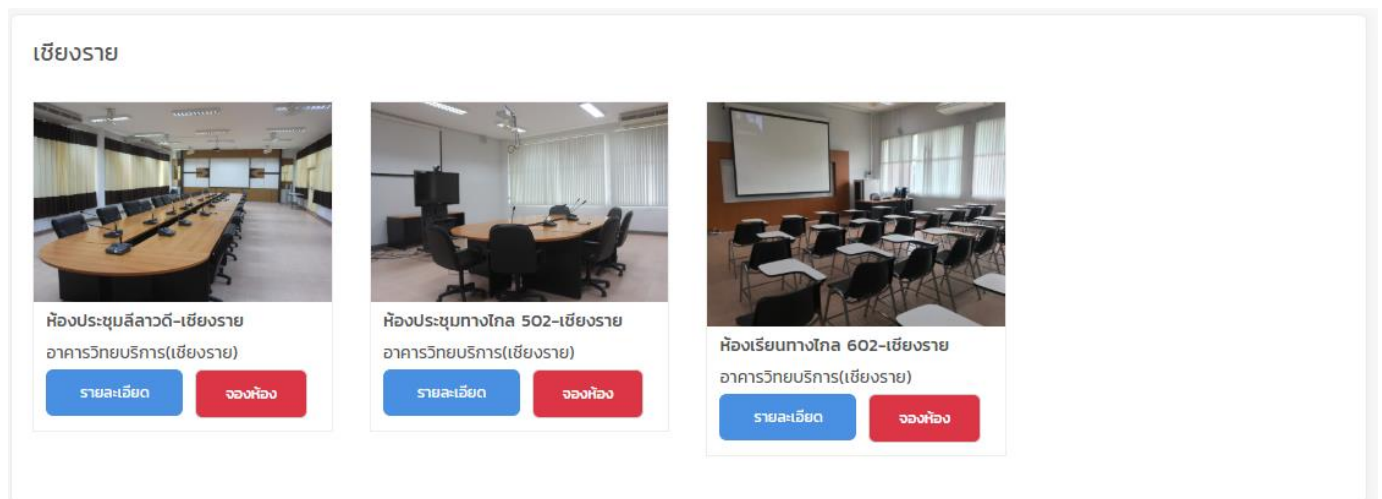 เชียงราย
ห้องประชุมลีลาวดี-เชียงราย
อาคารวิทยบริการ(เชียงราย)
รายละเอียด
จองห้อง
ห้องประชุมทางไกล 502-เชียงราย
อาคารวิทยบริการ(เชียงราย)
รายละเอียด
จองห้อง
ห้องเรียนทางไกล 602-เชียงราย
อาคารวิทยบริการ(เชียงราย)
รายละเอียด
จองห้อง